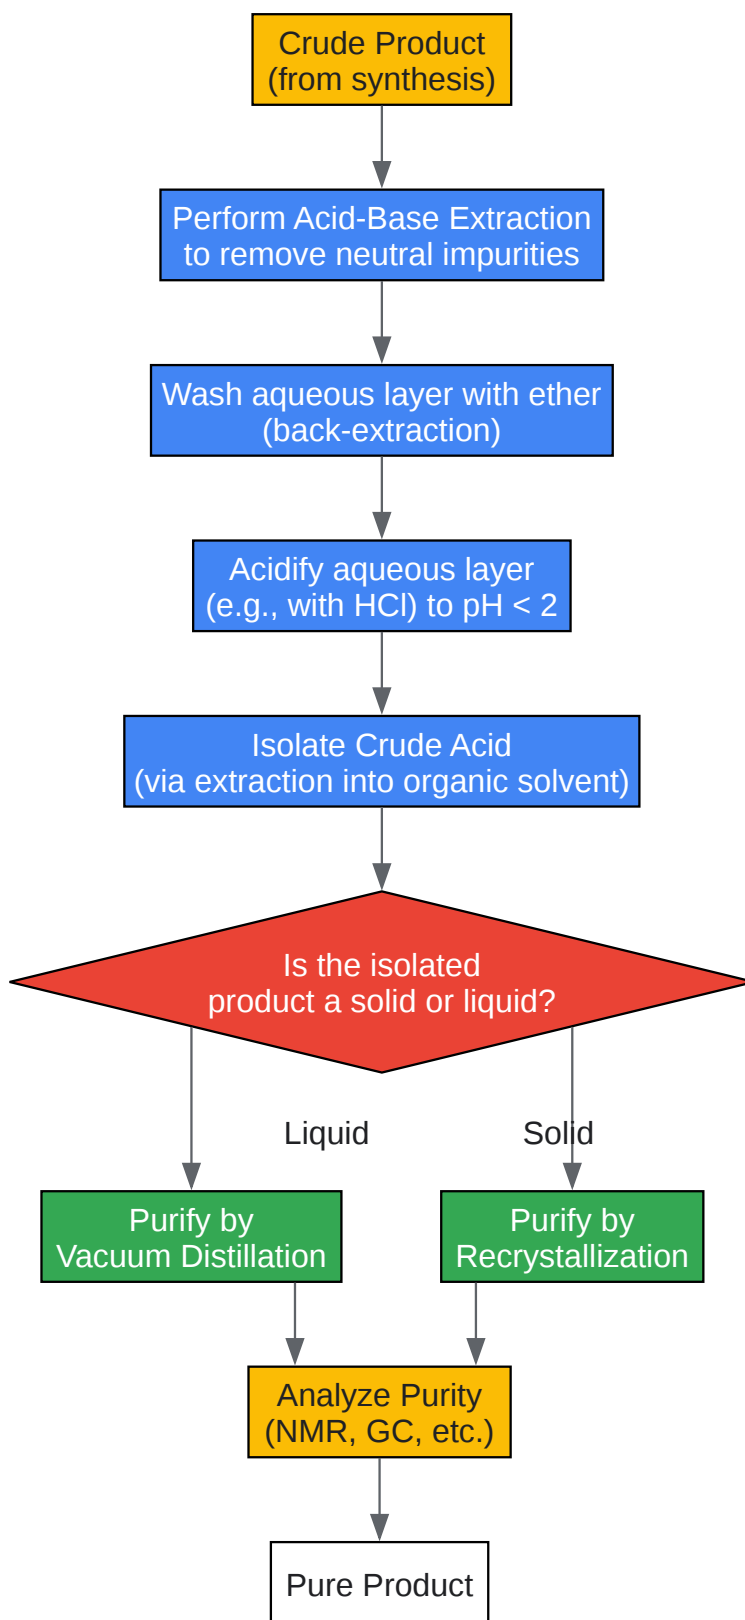 Crude Product
(from synthesis)
Perform Acid-Base Extraction
to remove neutral impurities
Wash aqueous layer with ether
(back-extraction)
Acidify aqueous layer
(e.g., with HCl) to pH < 2
Isolate Crude Acid
(via extraction into organic solvent)
Is the isolated
product a solid or liquid?
Liquid
Solid
Purify by
Vacuum Distillation
Purify by
Recrystallization
Analyze Purity
(NMR, GC, etc.)
Pure Product